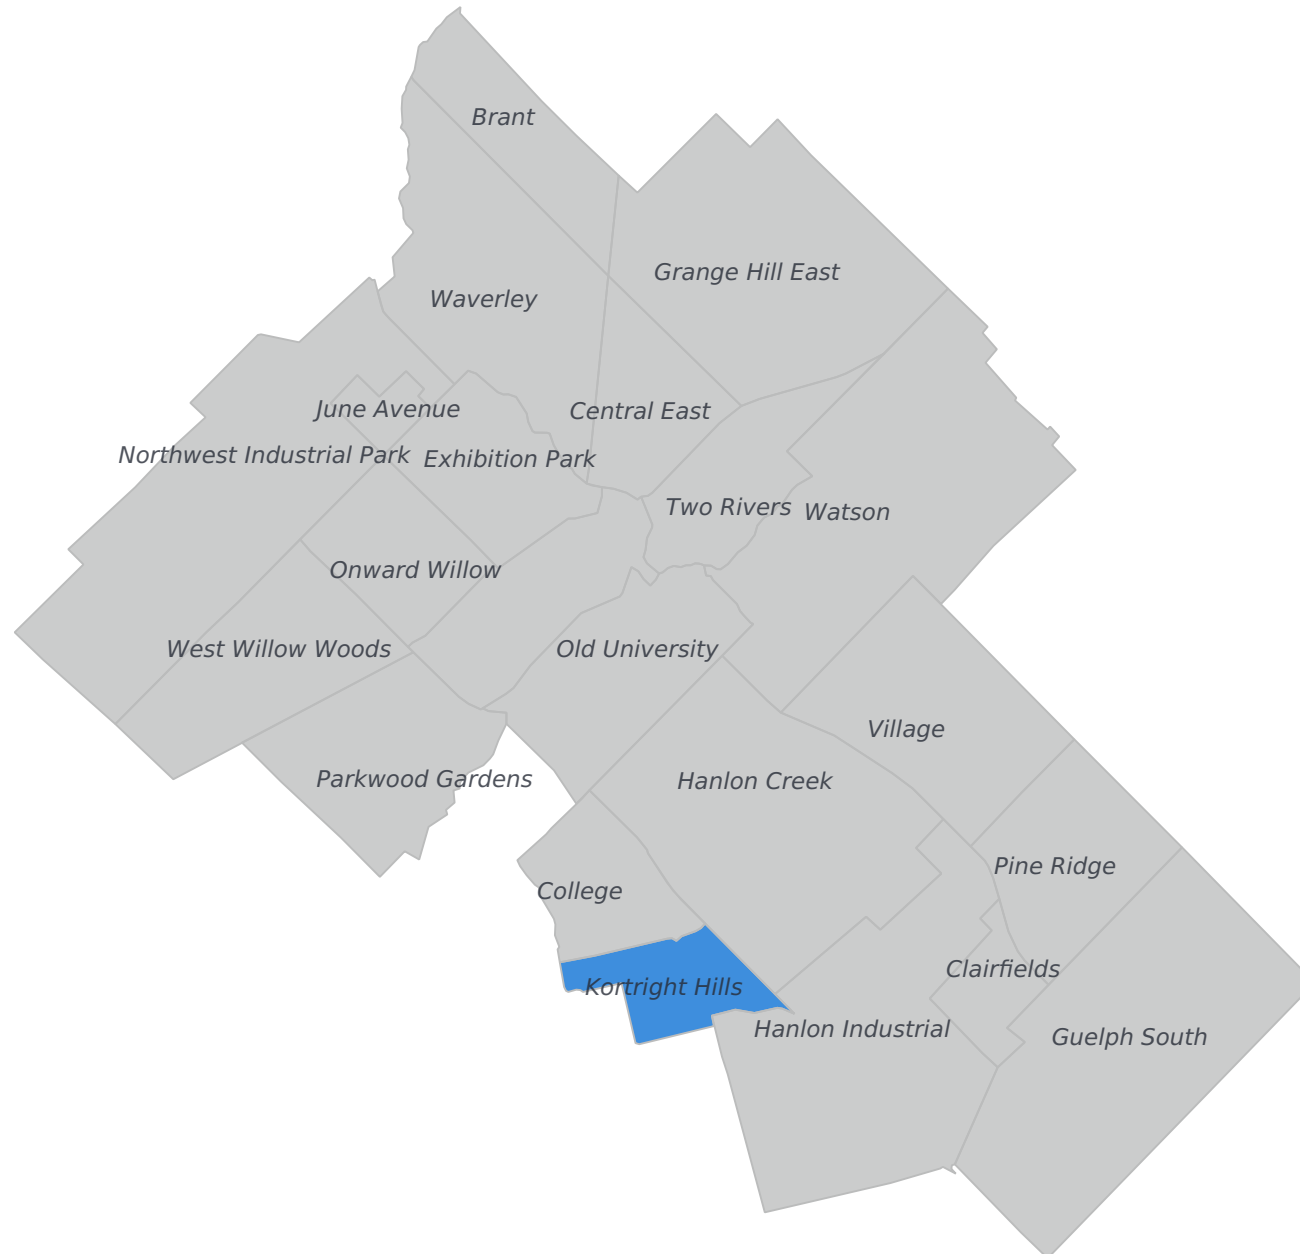 Brant
Grange Hill East
Waverley
June Avenue
Central East
Northwest Industrial Park
Exhibition Park
Two Rivers
Watson
Onward Willow
West Willow Woods
Old University
Village
Parkwood Gardens
Hanlon Creek
Pine Ridge
College
Clairfields
Kortright Hills
Hanlon Industrial
Guelph South